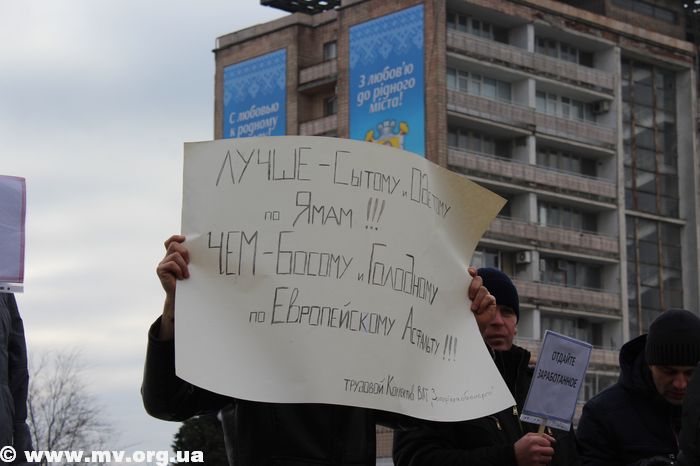 С любовью
к родному
З любов'ю
до рідного
міста!
ЛУЧШЕ - Сытому и Одетому
по Ямам !!!
ЧЕМ - Босому и Голодному
по Европейскому Асфальту !!!
трудовой
ОТДАЙТЕ
ЗАРАБОТАННОЕ
© www.mv.org.ua